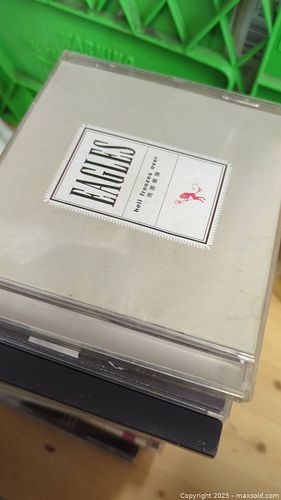 WARNING
EAGLES
hell freezes over
Copyright 2025 - maxsold.com